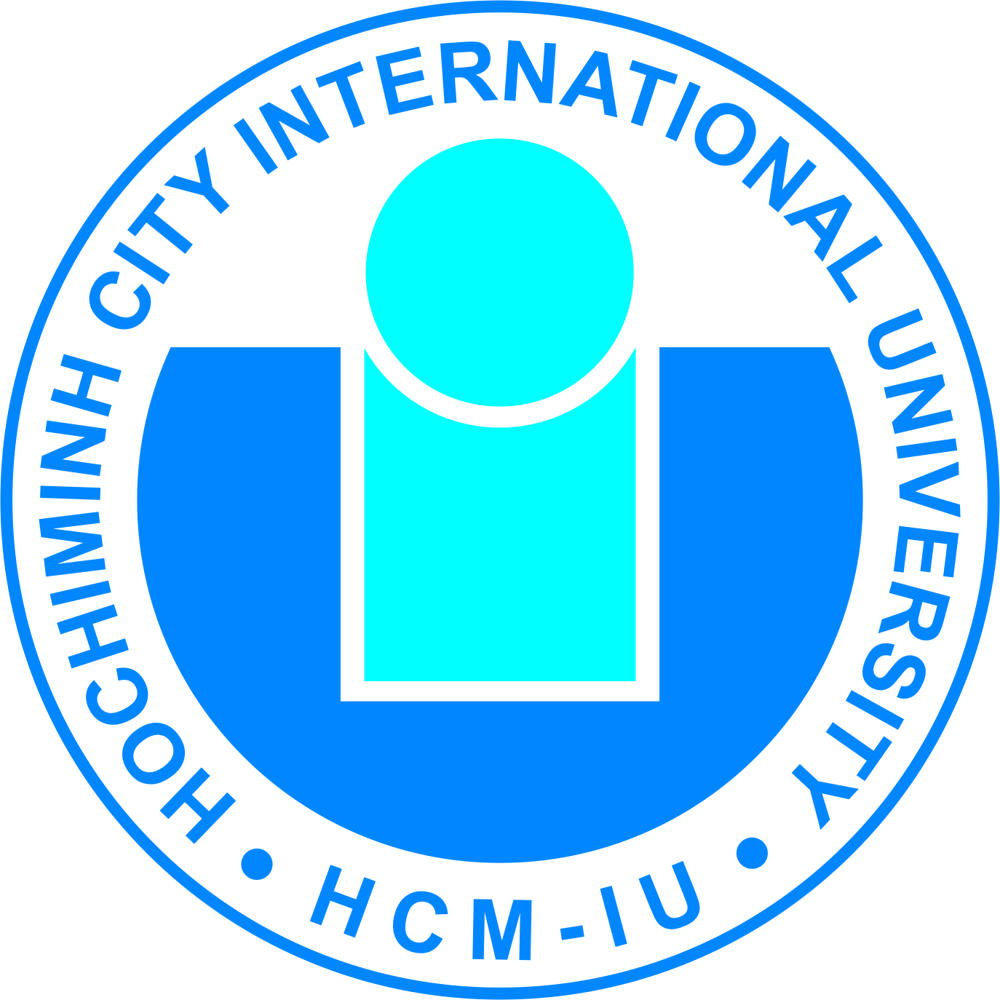 HOCHIMINH CITY INTERNATIONAL UNIVERSITY
• HCM-IU •